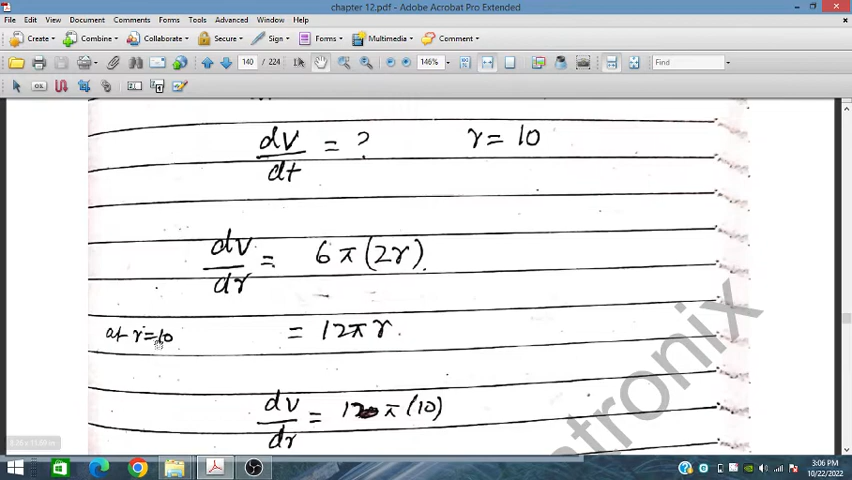 chapter 12.pdf - Adobe Acrobat Pro Extended
File Edit View Document Comments Forms Tools Advanced Window Help
Create Combine Collaborate Secure Sign Forms Multimedia Comment
140 / 224 146% Find
dV/dt = ? r = 10
dv/dr = 6π(2r).
at r=10 = 12πr.
dv/dr = 12π(10)
ntronix
3:06 PM
10/22/2022